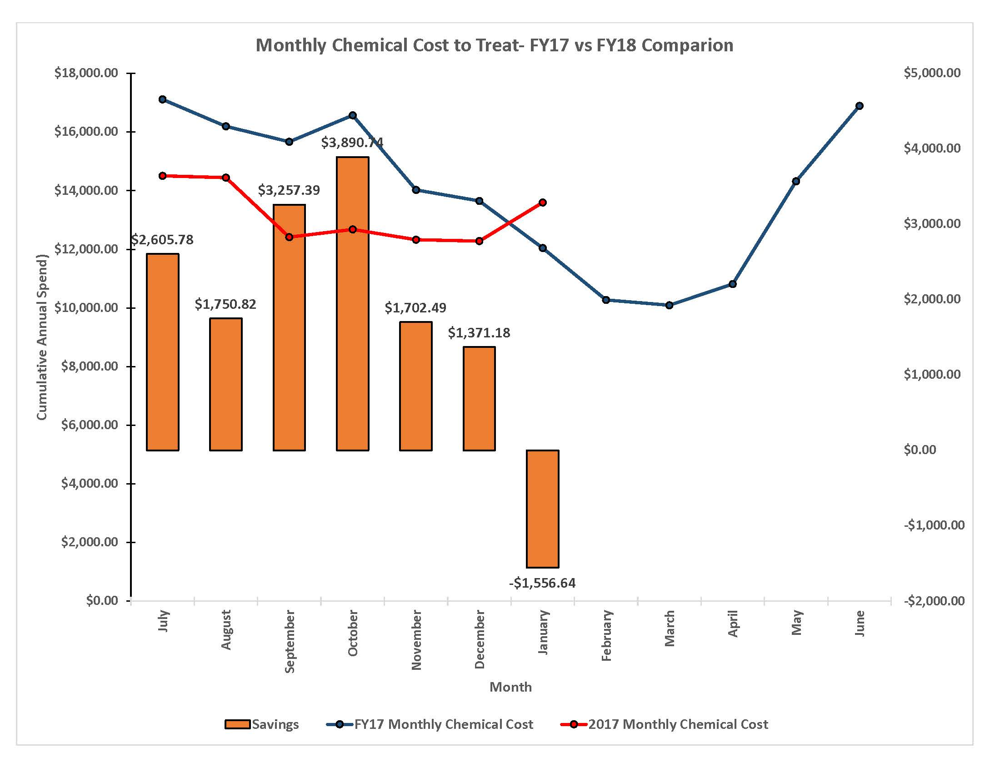 Monthly Chemical Cost to Treat- FY17 vs FY18 Comparion
$18,000.00
$16,000.00
$14,000.00
$12,000.00
$10,000.00
$8,000.00
$6,000.00
$4,000.00
$2,000.00
$0.00
Cumulative Annual Spend)
$5,000.00
$4,000.00
$3,000.00
$2,000.00
$1,000.00
$0.00
-$1,000.00
-$2,000.00
$2,605.78
$1,750.82
$3,257.39
$3,890.74
$1,702.49
$1,371.18
-$1,556.64
July
August
September
October
November
December
January
February
March
April
May
June
Month
Savings
FY17 Monthly Chemical Cost
2017 Monthly Chemical Cost